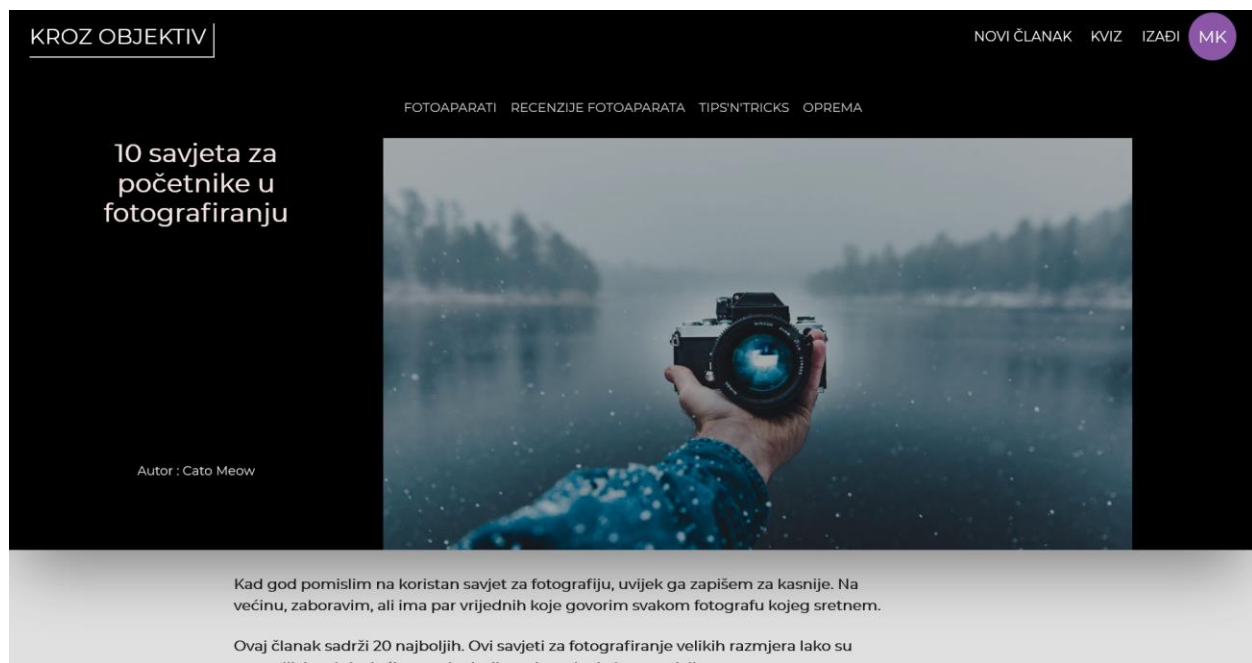 KROZ OBJEKTIV
NOVI ČLANAK KVIZ IZAĐI MK
FOTOAPARATI RECENZIJE FOTOAPARATA TIPS'N'TRICKS OPREMA
10 savjeta za
početnike u
fotografiranju
Autor : Cato Meow
Kad god pomislim na koristan savjet za fotografiju, uvijek ga zapišem za kasnije. Na
većinu, zaboravim, ali ima par vrijednih koje govorim svakom fotografu kojeg sretnem.
Ovaj članak sadrži 20 najboljih. Ovi savjeti za fotografiranje velikih razmjera lako su